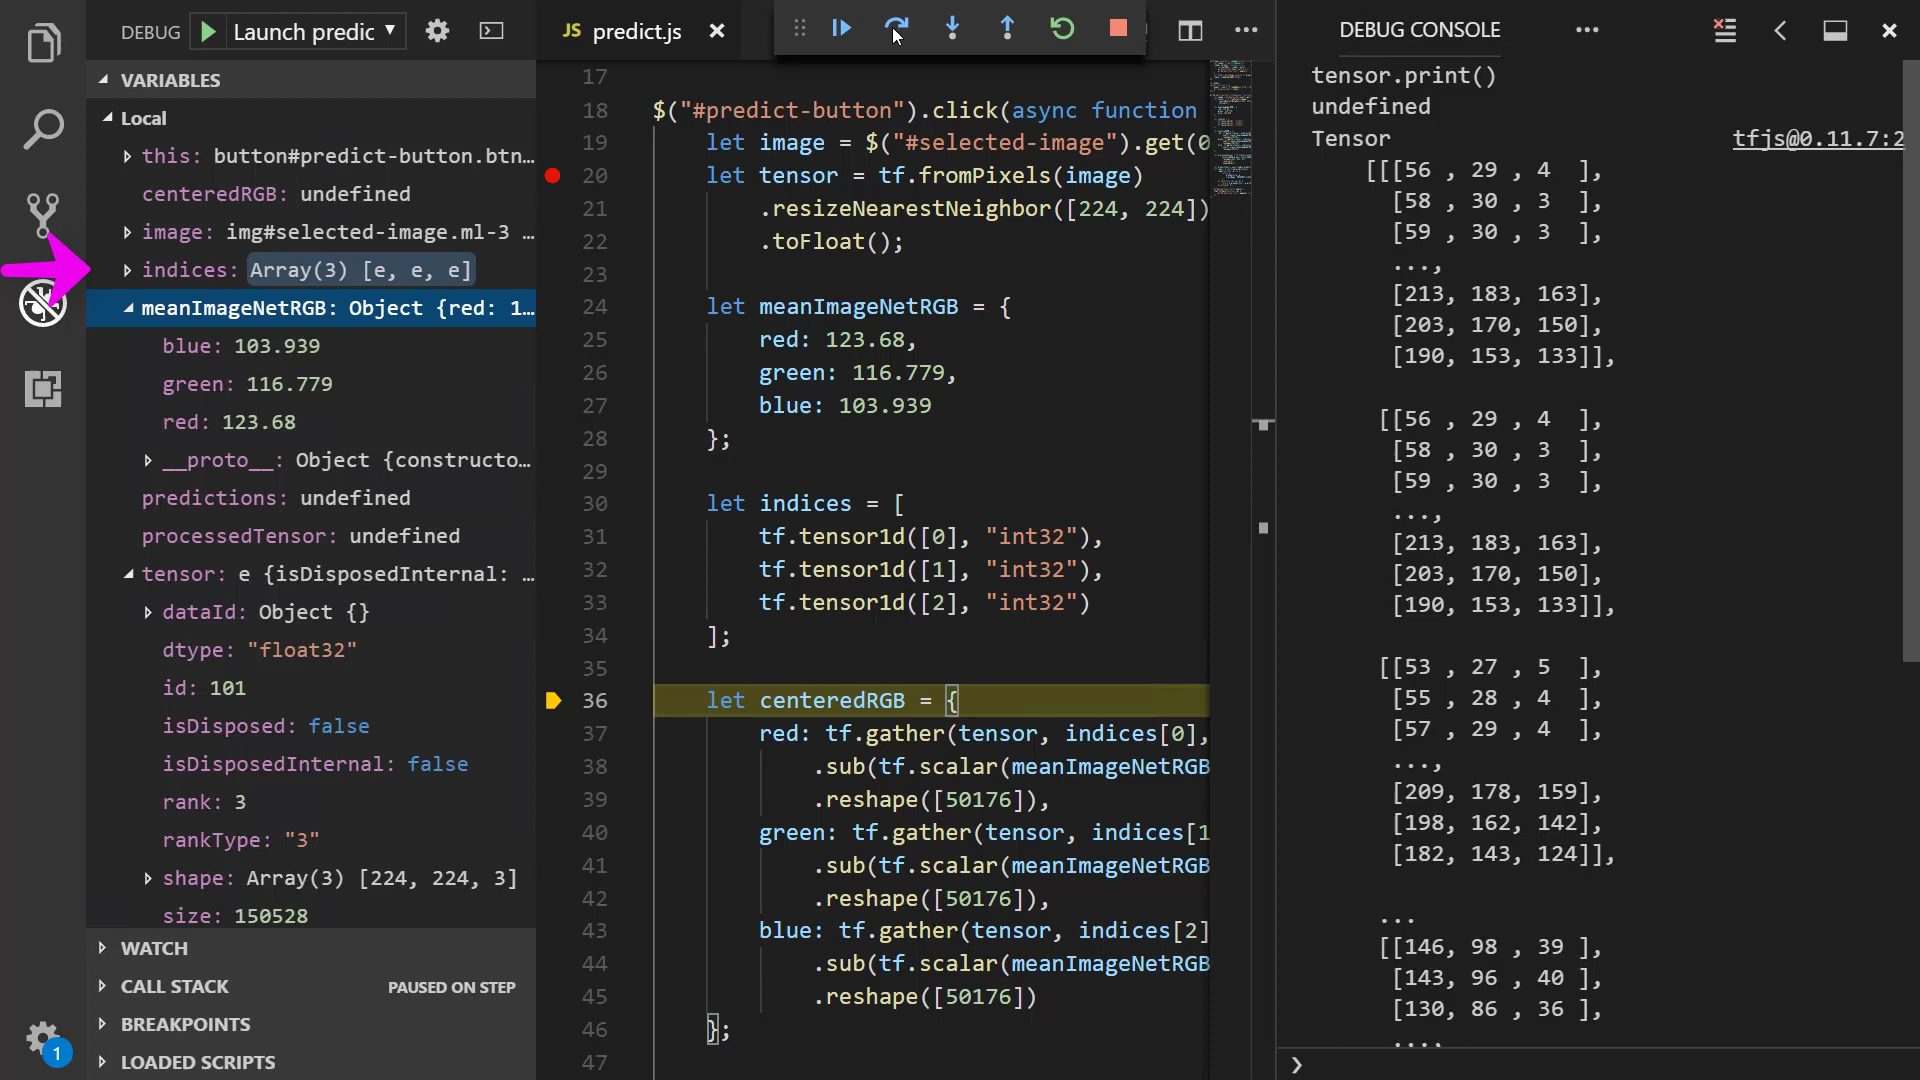 DEBUG
Launch predic
VARIABLES
Local
this: button#predict-button.btn…
centeredRGB: undefined
image: img#selected-image.ml-3 …
indices: Array(3) [e, e, e]
meanImageNetRGB: Object {red: 1…
blue: 103.939
green: 116.779
red: 123.68
__proto__: Object {constructo…
predictions: undefined
processedTensor: undefined
tensor: e {isDisposedInternal: …
dataId: Object {}
dtype: "float32"
id: 101
isDisposed: false
isDisposedInternal: false
rank: 3
rankType: "3"
shape: Array(3) [224, 224, 3]
size: 150528
WATCH
CALL STACK PAUSED ON STEP
BREAKPOINTS
LOADED SCRIPTS
1
JS predict.js
17
18 $("#predict-button").click(async function
19 let image = $("#selected-image").get(0
20 let tensor = tf.fromPixels(image)
21 .resizeNearestNeighbor([224, 224])
22 .toFloat();
23
24 let meanImageNetRGB = {
25 red: 123.68,
26 green: 116.779,
27 blue: 103.939
28 };
29
30 let indices = [
31 tf.tensor1d([0], "int32"),
32 tf.tensor1d([1], "int32"),
33 tf.tensor1d([2], "int32")
34 ];
35
36 let centeredRGB = {
37 red: tf.gather(tensor, indices[0],
38 .sub(tf.scalar(meanImageNetRGB
39 .reshape([50176]),
40 green: tf.gather(tensor, indices[1
41 .sub(tf.scalar(meanImageNetRGB
42 .reshape([50176]),
43 blue: tf.gather(tensor, indices[2]
44 .sub(tf.scalar(meanImageNetRGB
45 .reshape([50176])
46 };
47
DEBUG CONSOLE
tensor.print()
undefined
Tensor tfjs@0.11.7:2
[[[56 , 29 , 4 ],
[58 , 30 , 3 ],
[59 , 30 , 3 ],
...,
[213, 183, 163],
[203, 170, 150],
[190, 153, 133]],
[[56 , 29 , 4 ],
[58 , 30 , 3 ],
[59 , 30 , 3 ],
...,
[213, 183, 163],
[203, 170, 150],
[190, 153, 133]],
[[53 , 27 , 5 ],
[55 , 28 , 4 ],
[57 , 29 , 4 ],
...,
[209, 178, 159],
[198, 162, 142],
[182, 143, 124]],
...
[[146, 98 , 39 ],
[143, 96 , 40 ],
[130, 86 , 36 ],
...,